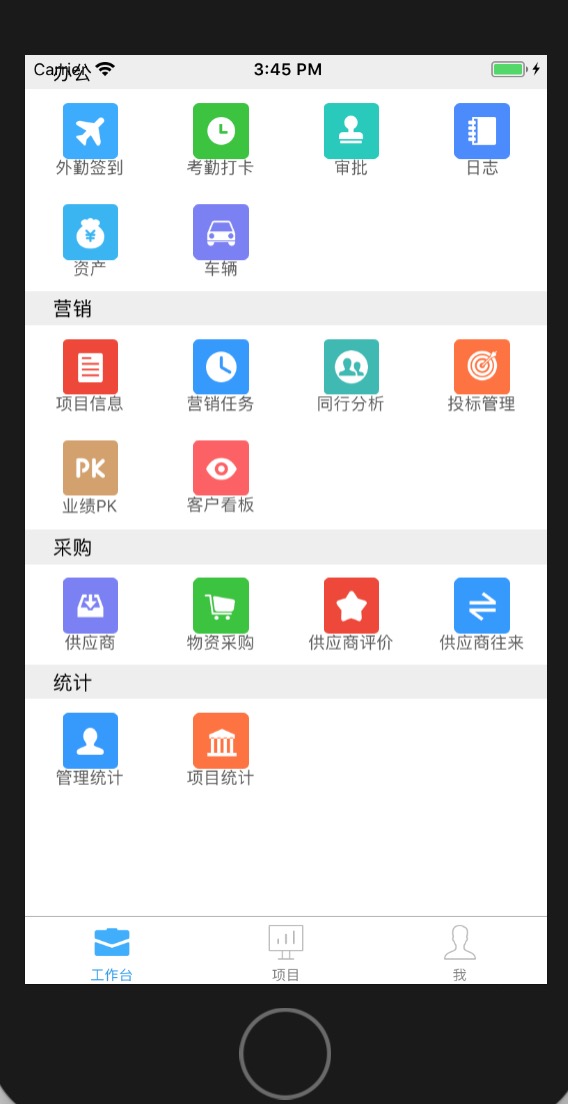 Carrier 3:45 PM
办公
外勤签到 考勤打卡 审批 日志
资产 车辆
营销
项目信息 营销任务 同行分析 投标管理
PK
业绩PK 客户看板
采购
供应商 物资采购 供应商评价 供应商往来
统计
管理统计 项目统计
工作台 项目 我